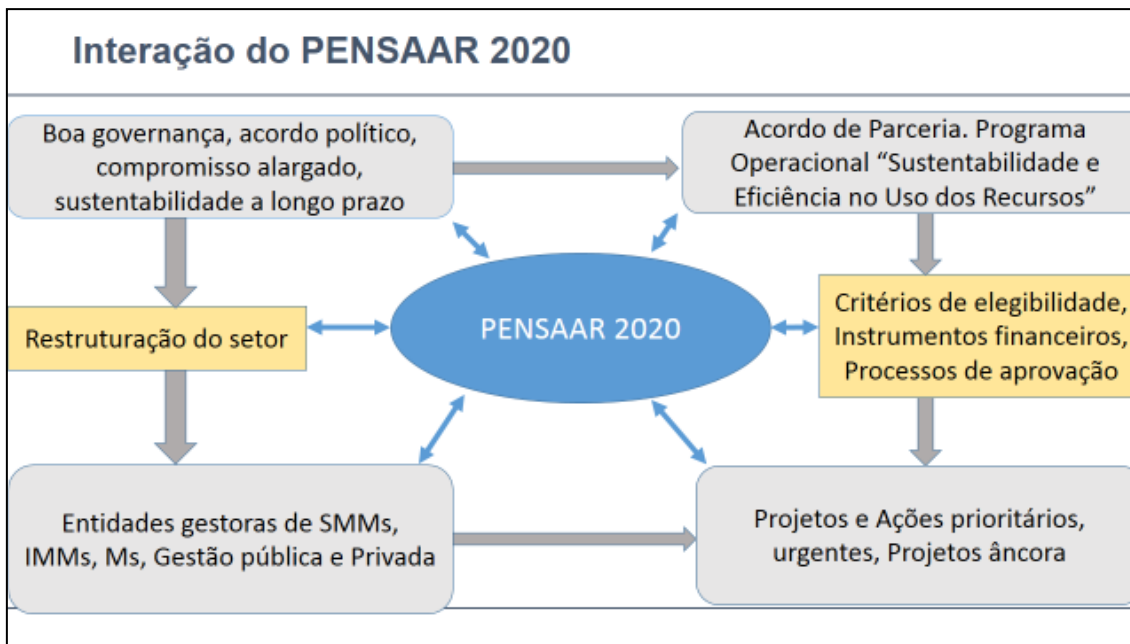 Interação do PENSAAR 2020
Boa governança, acordo político,
compromisso alargado,
sustentabilidade a longo prazo
Acordo de Parceria. Programa
Operacional “Sustentabilidade e
Eficiência no Uso dos Recursos”
Restruturação do setor
PENSAAR 2020
Critérios de elegibilidade,
Instrumentos financeiros,
Processos de aprovação
Entidades gestoras de SMMs,
IMMs, Ms, Gestão pública e Privada
Projetos e Ações prioritários,
urgentes, Projetos âncora